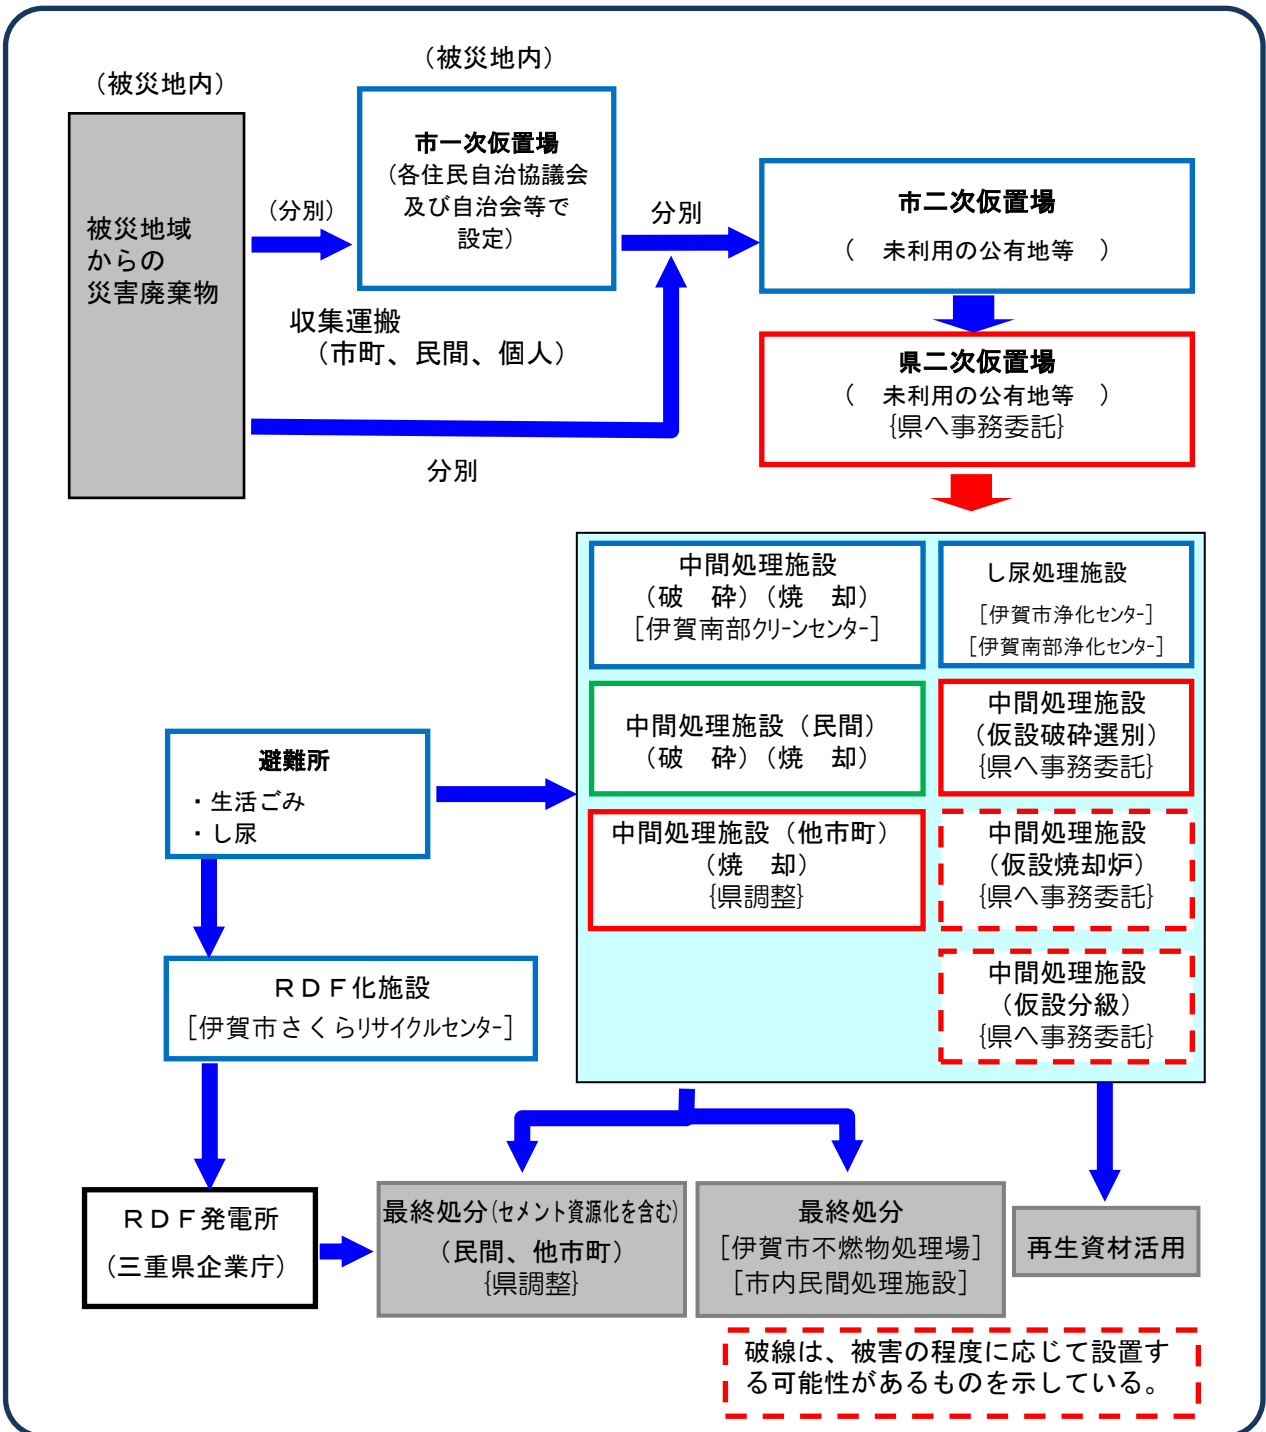 （被災地内）
（被災地内）
被災地域
からの
災害廃棄物
（分別）
市一次仮置場
（各住民自治協議会
及び自治会等で
設定）
分別
市二次仮置場
（　未利用の公有地等　）
収集運搬
（市町、民間、個人）
分別
県二次仮置場
（　未利用の公有地等　）
{県へ事務委託}
中間処理施設
（破　砕）（焼　却）
［伊賀南部クリーンセンター］
し尿処理施設
［伊賀市浄化センター］
［伊賀南部浄化センター］
中間処理施設（民間）
（破　砕）（焼　却）
中間処理施設
（仮設破砕選別）
{県へ事務委託}
避難所
・生活ごみ
・し尿
中間処理施設（他市町）
（焼　却）
{県調整}
中間処理施設
（仮設焼却炉）
{県へ事務委託}
中間処理施設
（仮設分級）
{県へ事務委託}
ＲＤＦ化施設
［伊賀市さくらリサイクルセンター］
ＲＤＦ発電所
（三重県企業庁）
最終処分（セメント資源化を含む）
（民間、他市町）
{県調整}
最終処分
［伊賀市不燃物処理場］
［市内民間処理施設］
再生資材活用
破線は、被害の程度に応じて設置す
る可能性があるものを示している。